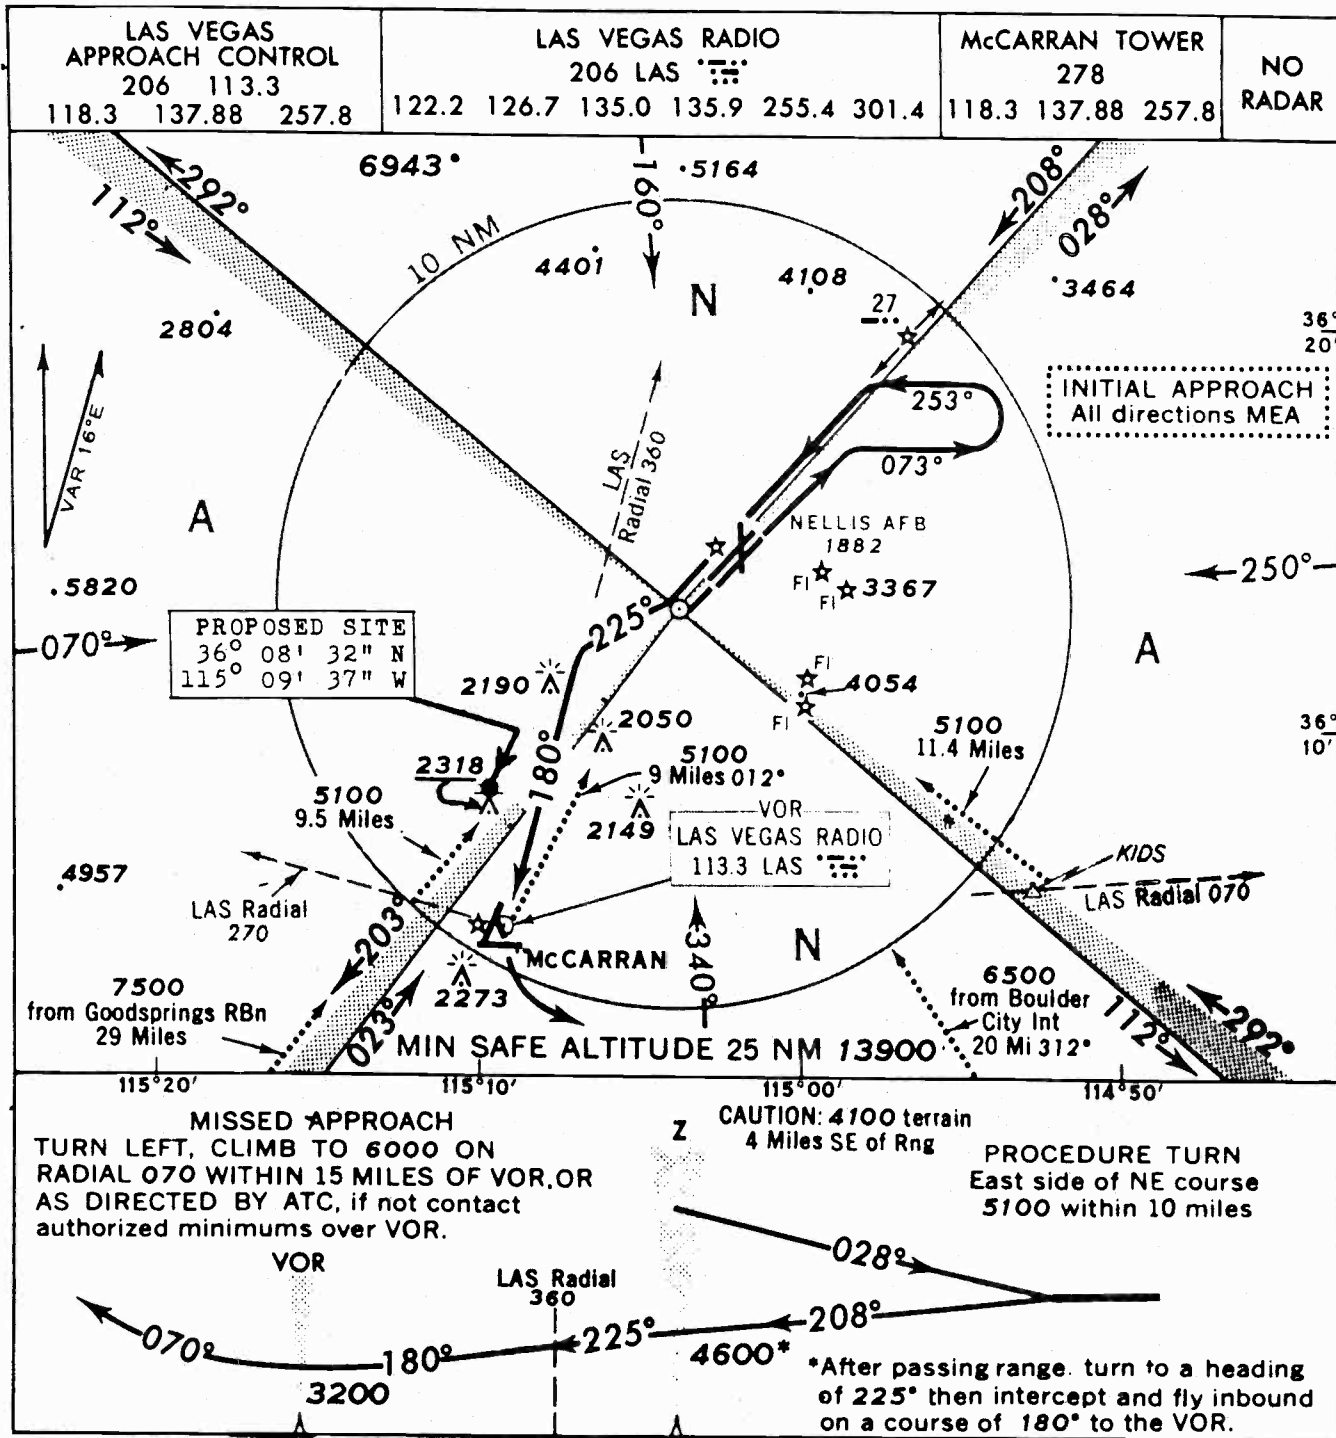 LAS VEGAS
APPROACH CONTROL
206 113.3
118.3 137.88 257.8
LAS VEGAS RADIO
206 LAS
122.2 126.7 135.0 135.9 255.4 301.4
McCARRAN TOWER
278
118.3 137.88 257.8
NO
RADAR
292°
112°
6943
160°
5164
208°
028°
10 NM
4401
4108
3464
N
27
2804
36°
20'
INITIAL APPROACH
All directions MEA
253°
VAR 16°E
LAS
Radial 360
073°
A
NELLIS AFB
1882
5820
FI
FI
3367
250°
225°
070°
PROPOSED SITE
36° 08' 32" N
115° 09' 37" W
A
2190
FI
4054
FI
2050
5100
11.4 Miles
36°
10'
180°
5100
9 Miles 012°
2318
5100
9.5 Miles
2149
VOR
LAS VEGAS RADIO
113.3 LAS
KIDS
4957
LAS Radial
270
LAS Radial 070
203°
340°
N
McCARRAN
2273
7500
from Goodsprings RBn
29 Miles
6500
from Boulder
City Int
20 Mi 312°
023°
112°
292°
MIN SAFE ALTITUDE 25 NM 13900
115°20'
115°10'
115°00'
114°50'
MISSED APPROACH
TURN LEFT, CLIMB TO 6000 ON
RADIAL 070 WITHIN 15 MILES OF VOR, OR
AS DIRECTED BY ATC, if not contact
authorized minimums over VOR.
CAUTION: 4100 terrain
4 Miles SE of Rng
Z
PROCEDURE TURN
East side of NE course
5100 within 10 miles
VOR
028°
LAS Radial
360
208°
225°
070°
180°
4600*
3200
*After passing range. turn to a heading
of 225° then intercept and fly inbound
on a course of 180° to the VOR.